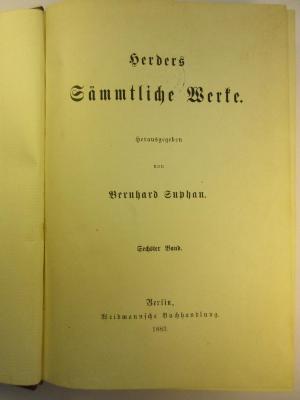 Herders
Sämmtliche Werke.
Herausgegeben
von
Bernhard Suphan.
Sechster Band.
Berlin,
Weidmannsche Buchhandlung.
1883.